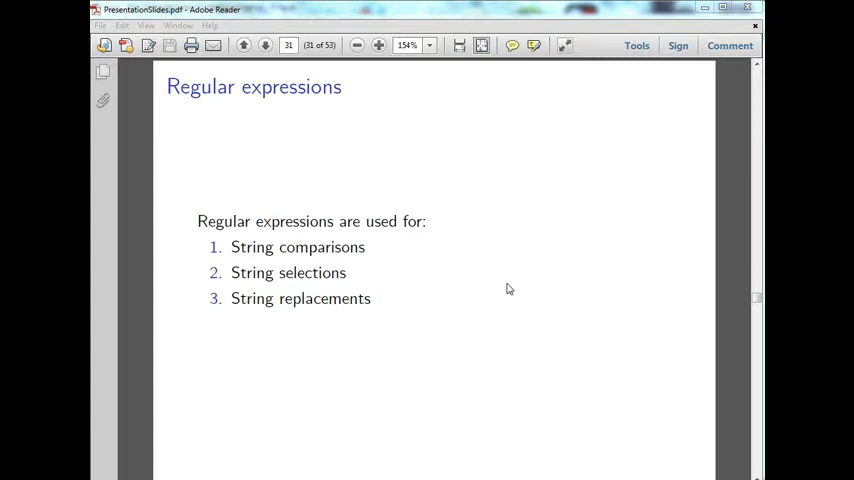 PresentationSlides.pdf - Adobe Reader
File Edit View Window Help
31 (31 of 53) 154% Tools Sign Comment
Regular expressions
Regular expressions are used for:
1. String comparisons
2. String selections
3. String replacements